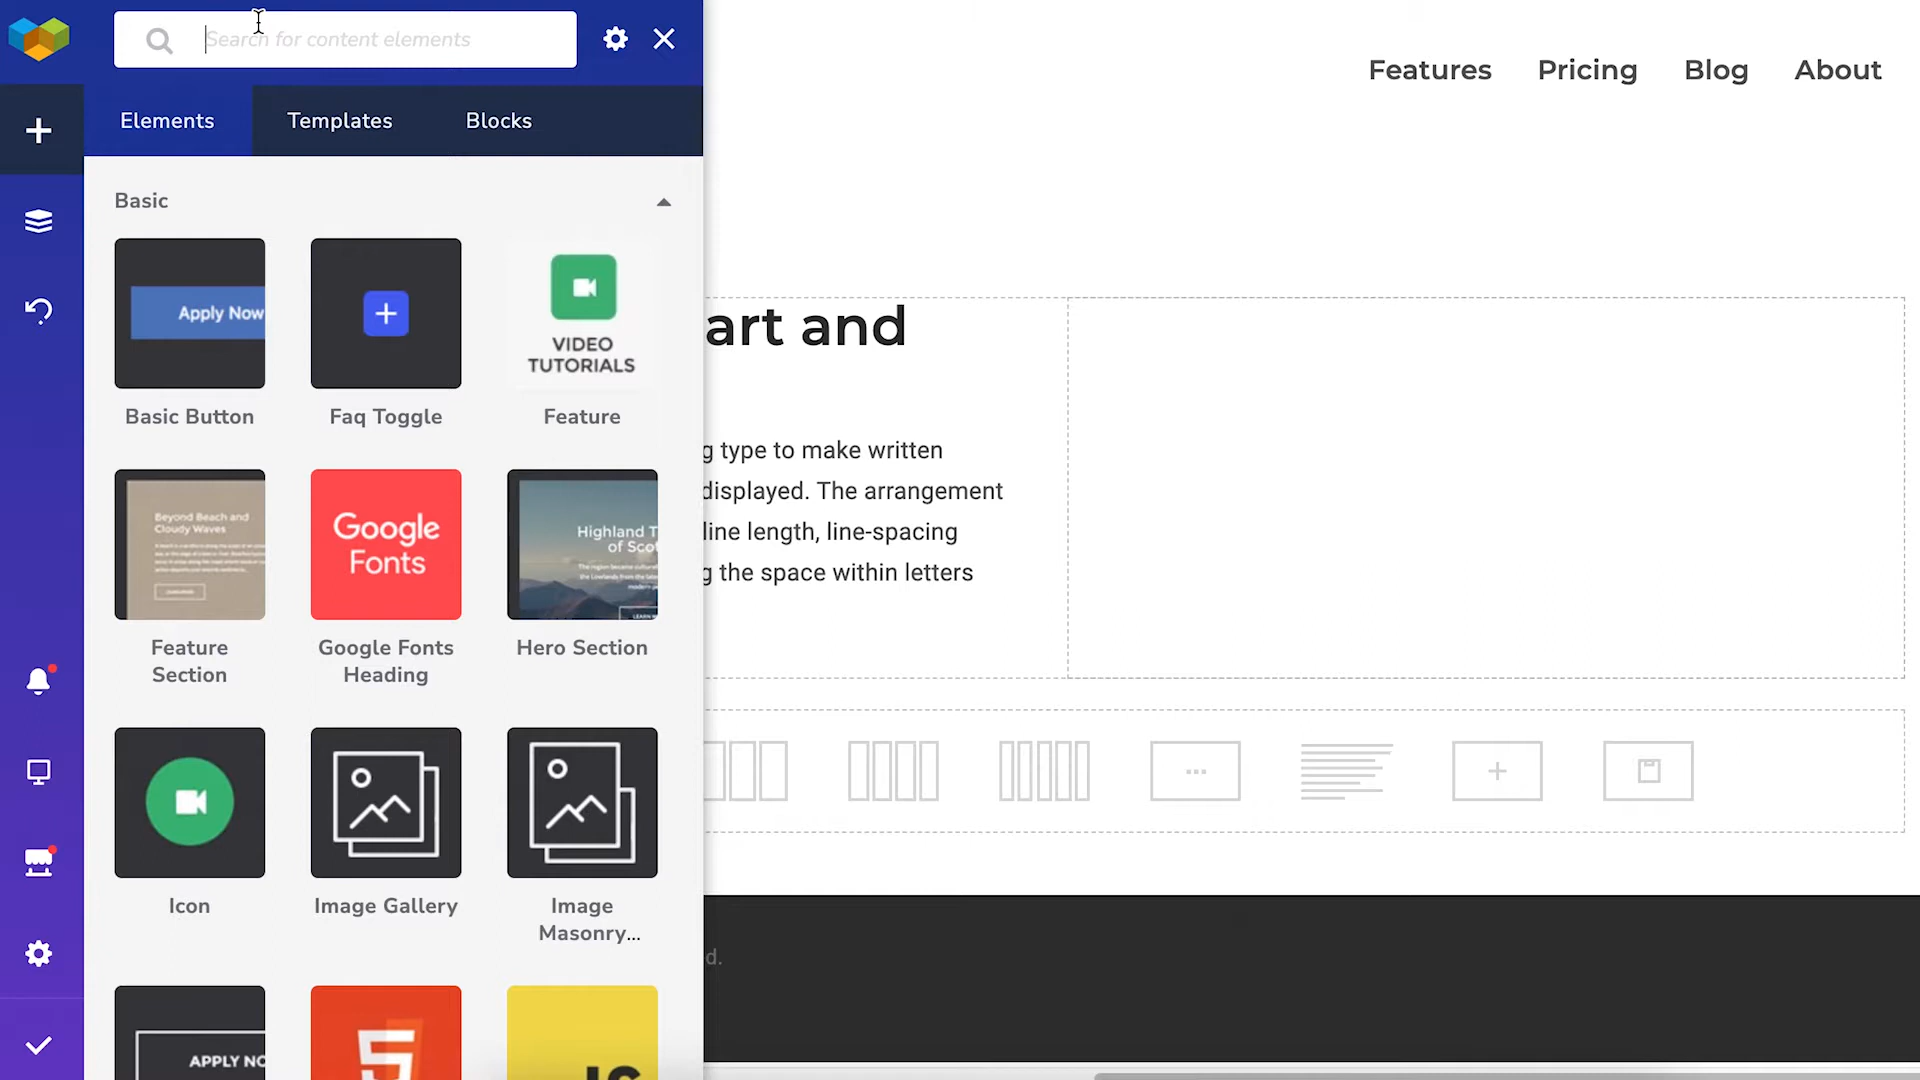 Search for content elements
Features Pricing Blog About
Elements Templates Blocks
Basic
Apply Now
VIDEO
TUTORIALS
Basic Button
Faq Toggle
Feature
art and
g type to make written
displayed. The arrangement
line length, line-spacing
g the space within letters
Beyond Beach and
Cloudy Waves
Google
Fonts
Highland T
of Scot
LEARN M
Feature
Section
Google Fonts
Heading
Hero Section
Icon
Image Gallery
Image
Masonry...
d.
APPLY NO
5
JS